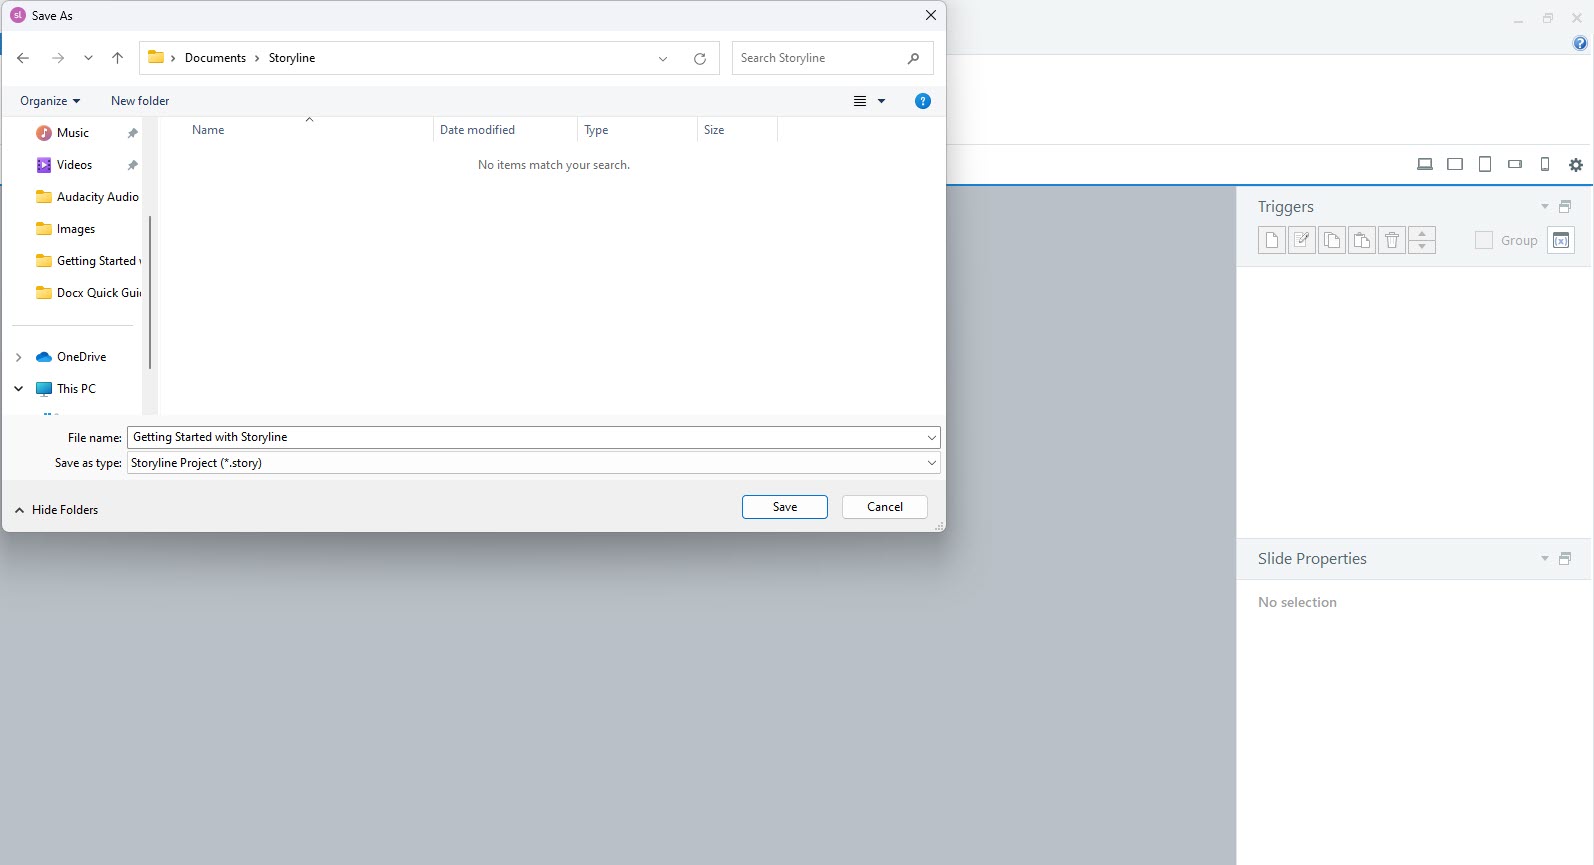 sl Save As
Documents > Storyline
Search Storyline
Organize
New folder
Name
Date modified
Type
Size
No items match your search.
Music
Videos
Audacity Audio
Images
Getting Started
Docx Quick Gui
OneDrive
This PC
File name: Getting Started with Storyline
Save as type: Storyline Project (*.story)
Hide Folders
Save
Cancel
Triggers
Group
(x)
Slide Properties
No selection